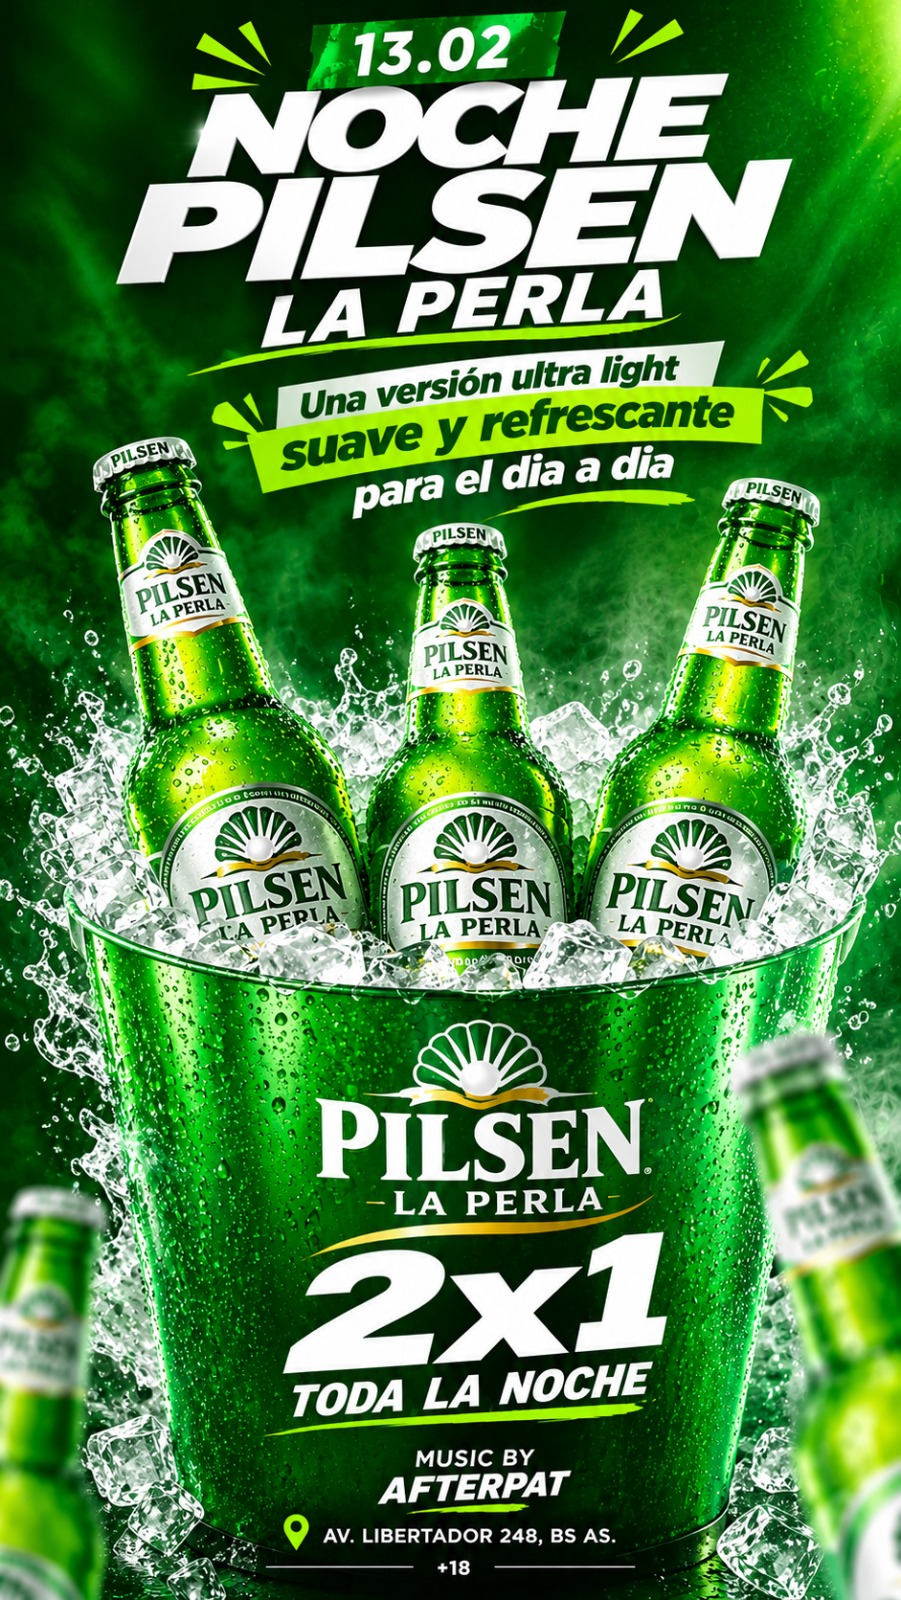 13.02
NOCHE
PILSEN
LA PERLA
Una versión ultra light
suave y refrescante
para el dia a dia
PILSEN
PILSEN
PILSEN
PILSEN
LA PERLA
PILSEN
LA PERLA
PILSEN
LA PERLA
PILSEN
LA PERLA
PILSEN
LA PERLA
PILSEN
LA PERLA
PILSEN
LA PERLA
2x1
TODA LA NOCHE
MUSIC BY
AFTERPAT
AV. LIBERTADOR 248, BS AS.
+18